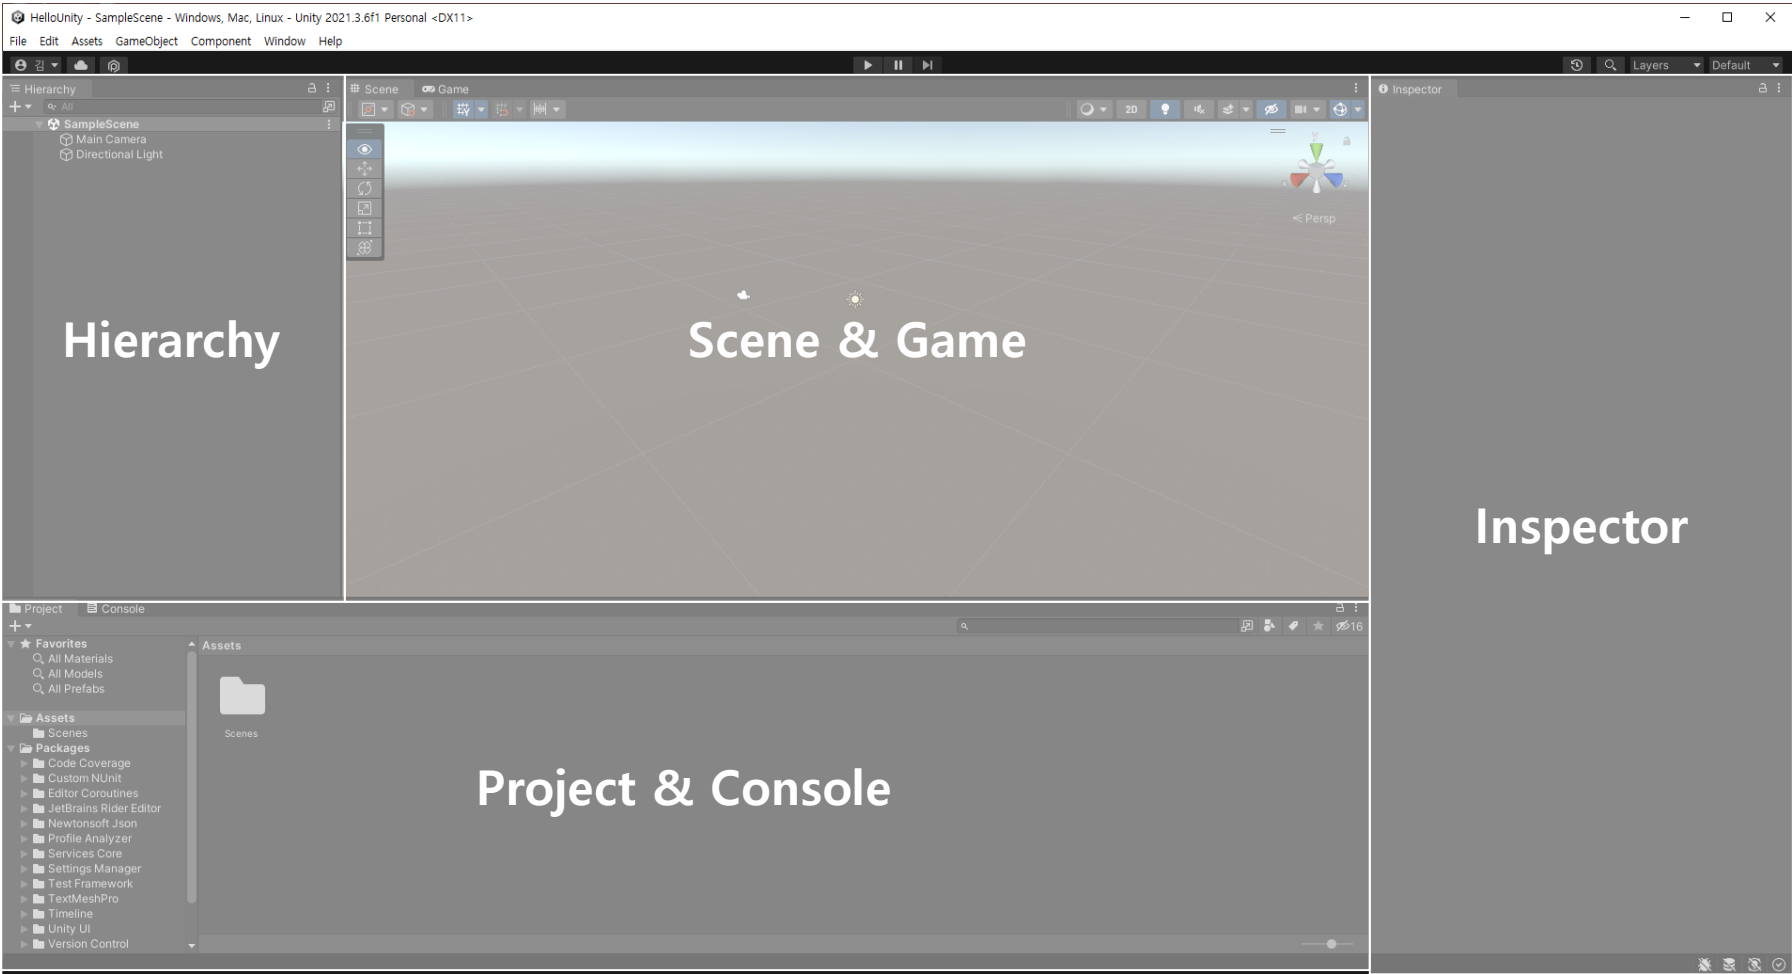 HelloUnity - SampleScene - Windows, Mac, Linux - Unity 2021.3.6f1 Personal <DX11>
File Edit Assets GameObject Component Window Help
김 Layers Default
Hierarchy
All
SampleScene
Main Camera
Directional Light
Hierarchy
Scene Game
2D
Persp
Scene & Game
Inspector
Inspector
Project Console
16
Favorites
All Materials
All Models
All Prefabs
Assets
Scenes
Packages
Code Coverage
Custom NUnit
Editor Coroutines
JetBrains Rider Editor
Newtonsoft Json
Profile Analyzer
Services Core
Settings Manager
Test Framework
TextMeshPro
Timeline
Unity UI
Version Control
Assets
Scenes
Project & Console